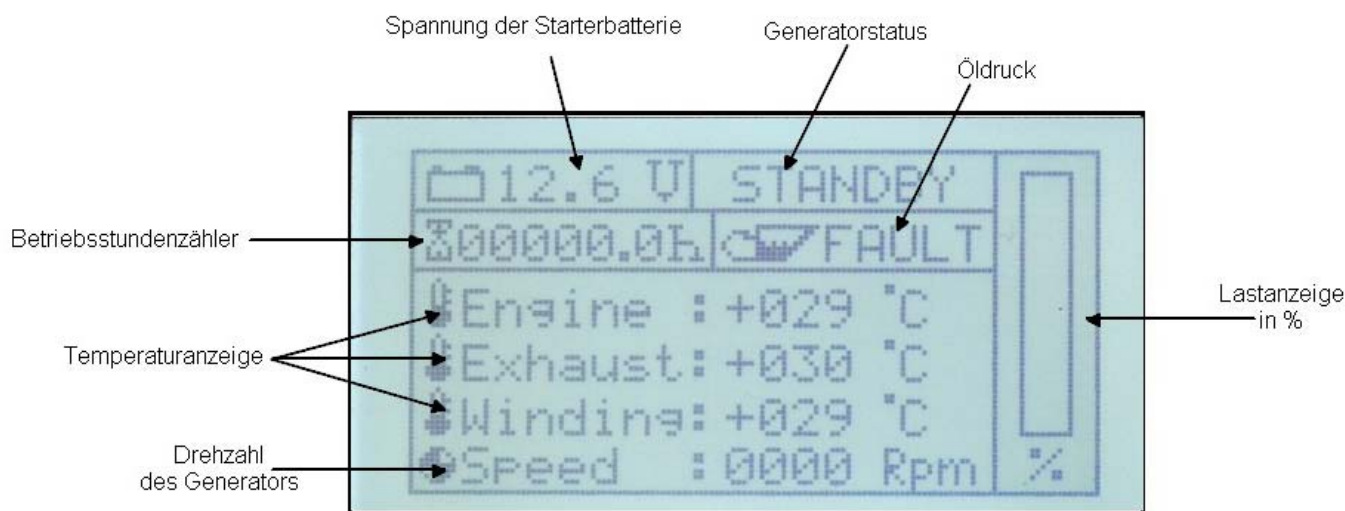 Spannung der Starterbatterie
Generatorstatus
Öldruck
12.6 V
STANDBY
Betriebsstundenzähler
00000.0h
FAULT
Engine : +029 °C
Lastanzeige
in %
Temperaturanzeige
Exhaust: +030 °C
Winding: +029 °C
Drehzahl
des Generators
Speed : 0000 Rpm
%